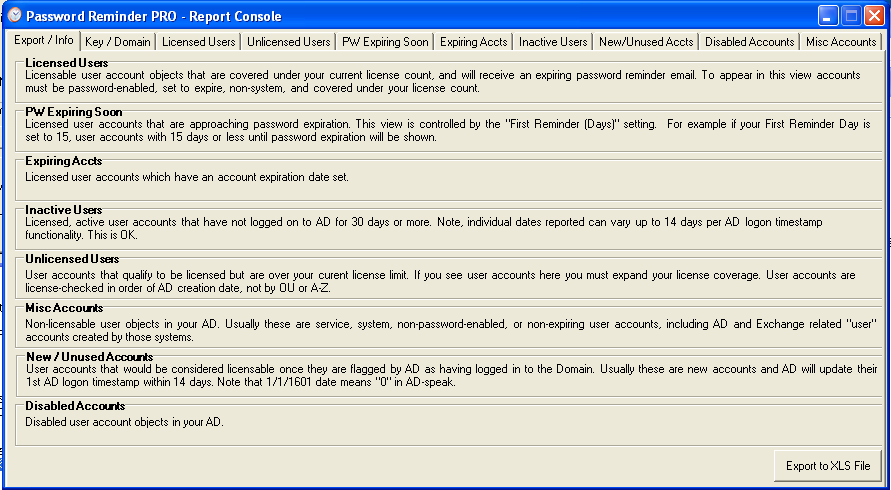 Password Reminder PRO - Report Console
Export / Info
Key / Domain
Licensed Users
Unlicensed Users
PW Expiring Soon
Expiring Accts
Inactive Users
New/Unused Accts
Disabled Accounts
Misc Accounts
Licensed Users
Licensable user account objects that are covered under your current license count, and will receive an expiring password reminder email. To appear in this view accounts
must be password-enabled, set to expire, non-system, and covered under your license count.
PW Expiring Soon
Licensed user accounts that are approaching password expiration. This view is controlled by the "First Reminder (Days)" setting. For example if your First Reminder Day is
set to 15, user accounts with 15 days or less until password expiration will be shown.
Expiring Accts
Licensed user accounts which have an account expiration date set.
Inactive Users
Licensed, active user accounts that have not logged on to AD for 30 days or more. Note, individual dates reported can vary up to 14 days per AD logon timestamp
functionality. This is OK.
Unlicensed Users
User accounts that qualify to be licensed but are over your curent license limit. If you see user accounts here you must expand your license coverage. User accounts are
license-checked in order of AD creation date, not by OU or A-Z.
Misc Accounts
Non-licensable user objects in your AD. Usually these are service, system, non-password-enabled, or non-expiring user accounts, including AD and Exchange related "user"
accounts created by those systems.
New / Unused Accounts
User accounts that would be considered licensable once they are flagged by AD as having logged in to the Domain. Usually these are new accounts and AD will update their
1st AD logon timestamp within 14 days. Note that 1/1/1601 date means "0" in AD-speak.
Disabled Accounts
Disabled user account objects in your AD.
Export to XLS File